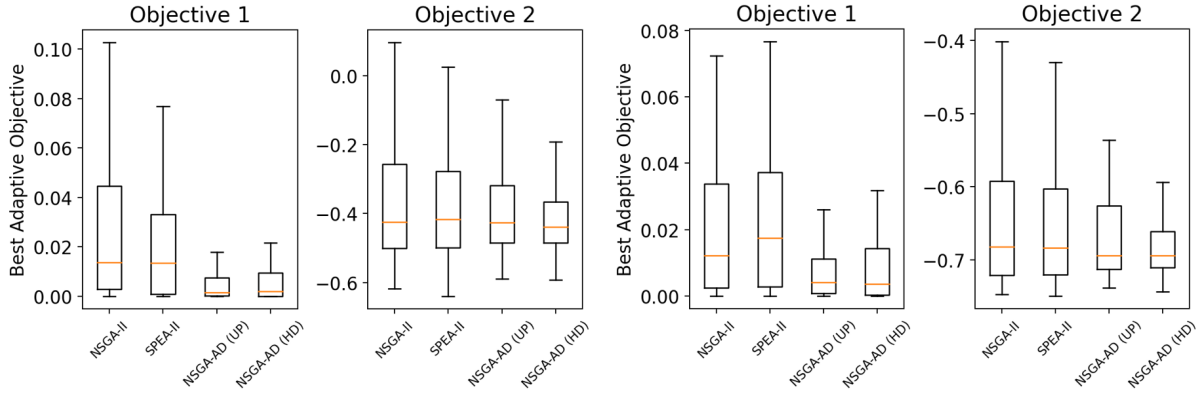 Objective 1
Best Adaptive Objective
0.10
0.08
0.06
0.04
0.02
0.00
NSGA-II
SPEA-II
NSGA-AD (UP)
NSGA-AD (HD)
Objective 2
0.0
−0.2
−0.4
−0.6
NSGA-II
SPEA-II
NSGA-AD (UP)
NSGA-AD (HD)
Objective 1
Best Adaptive Objective
0.08
0.06
0.04
0.02
0.00
NSGA-II
SPEA-II
NSGA-AD (UP)
NSGA-AD (HD)
Objective 2
−0.4
−0.5
−0.6
−0.7
NSGA-II
SPEA-II
NSGA-AD (UP)
NSGA-AD (HD)